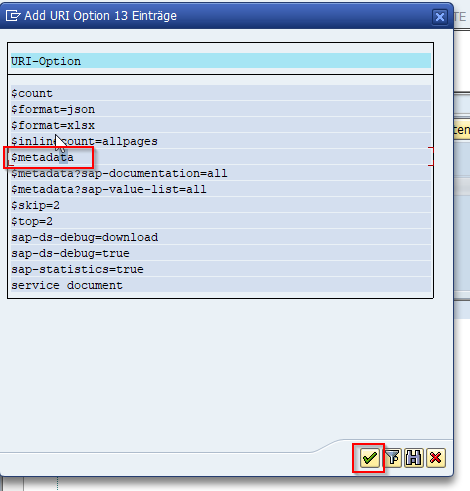 Add URI Option 13 Einträge
TE
URI-Option
$count
$format=json
$format=xlsx
$inlinecount=allpages
ten
$metadata
$metadata?sap-documentation=all
$metadata?sap-value-list=all
$skip=2
$top=2
sap-ds-debug=download
sap-ds-debug=true
sap-statistics=true
service document